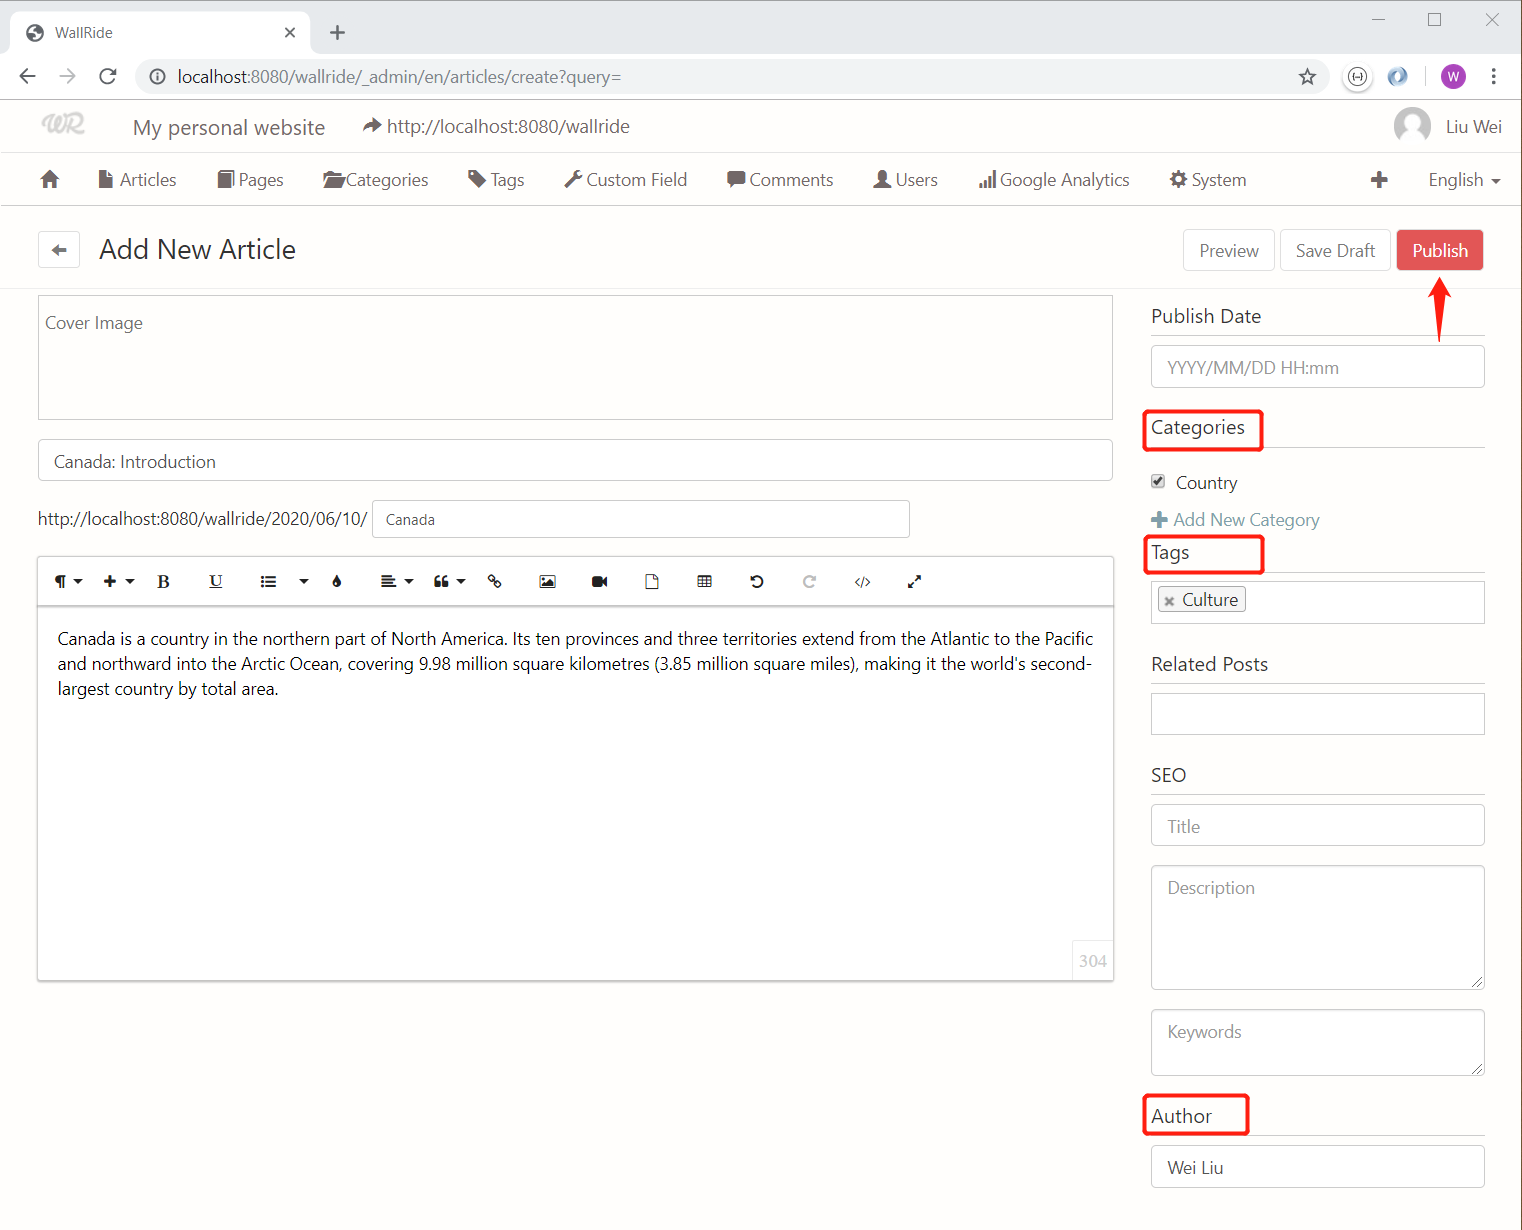 WallRide
localhost:8080/wallride/_admin/en/articles/create?query=
W
WR
My personal website
http://localhost:8080/wallride
Liu Wei
Articles
Pages
Categories
Tags
Custom Field
Comments
Users
Google Analytics
System
English
Add New Article
Preview
Save Draft
Publish
Cover Image
Canada: Introduction
http://localhost:8080/wallride/2020/06/10/
Canada
B
U
Canada is a country in the northern part of North America. Its ten provinces and three territories extend from the Atlantic to the Pacific
and northward into the Arctic Ocean, covering 9.98 million square kilometres (3.85 million square miles), making it the world's second-
largest country by total area.
304
Publish Date
YYYY/MM/DD HH:mm
Categories
Country
Add New Category
Tags
Culture
Related Posts
SEO
Title
Description
Keywords
Author
Wei Liu